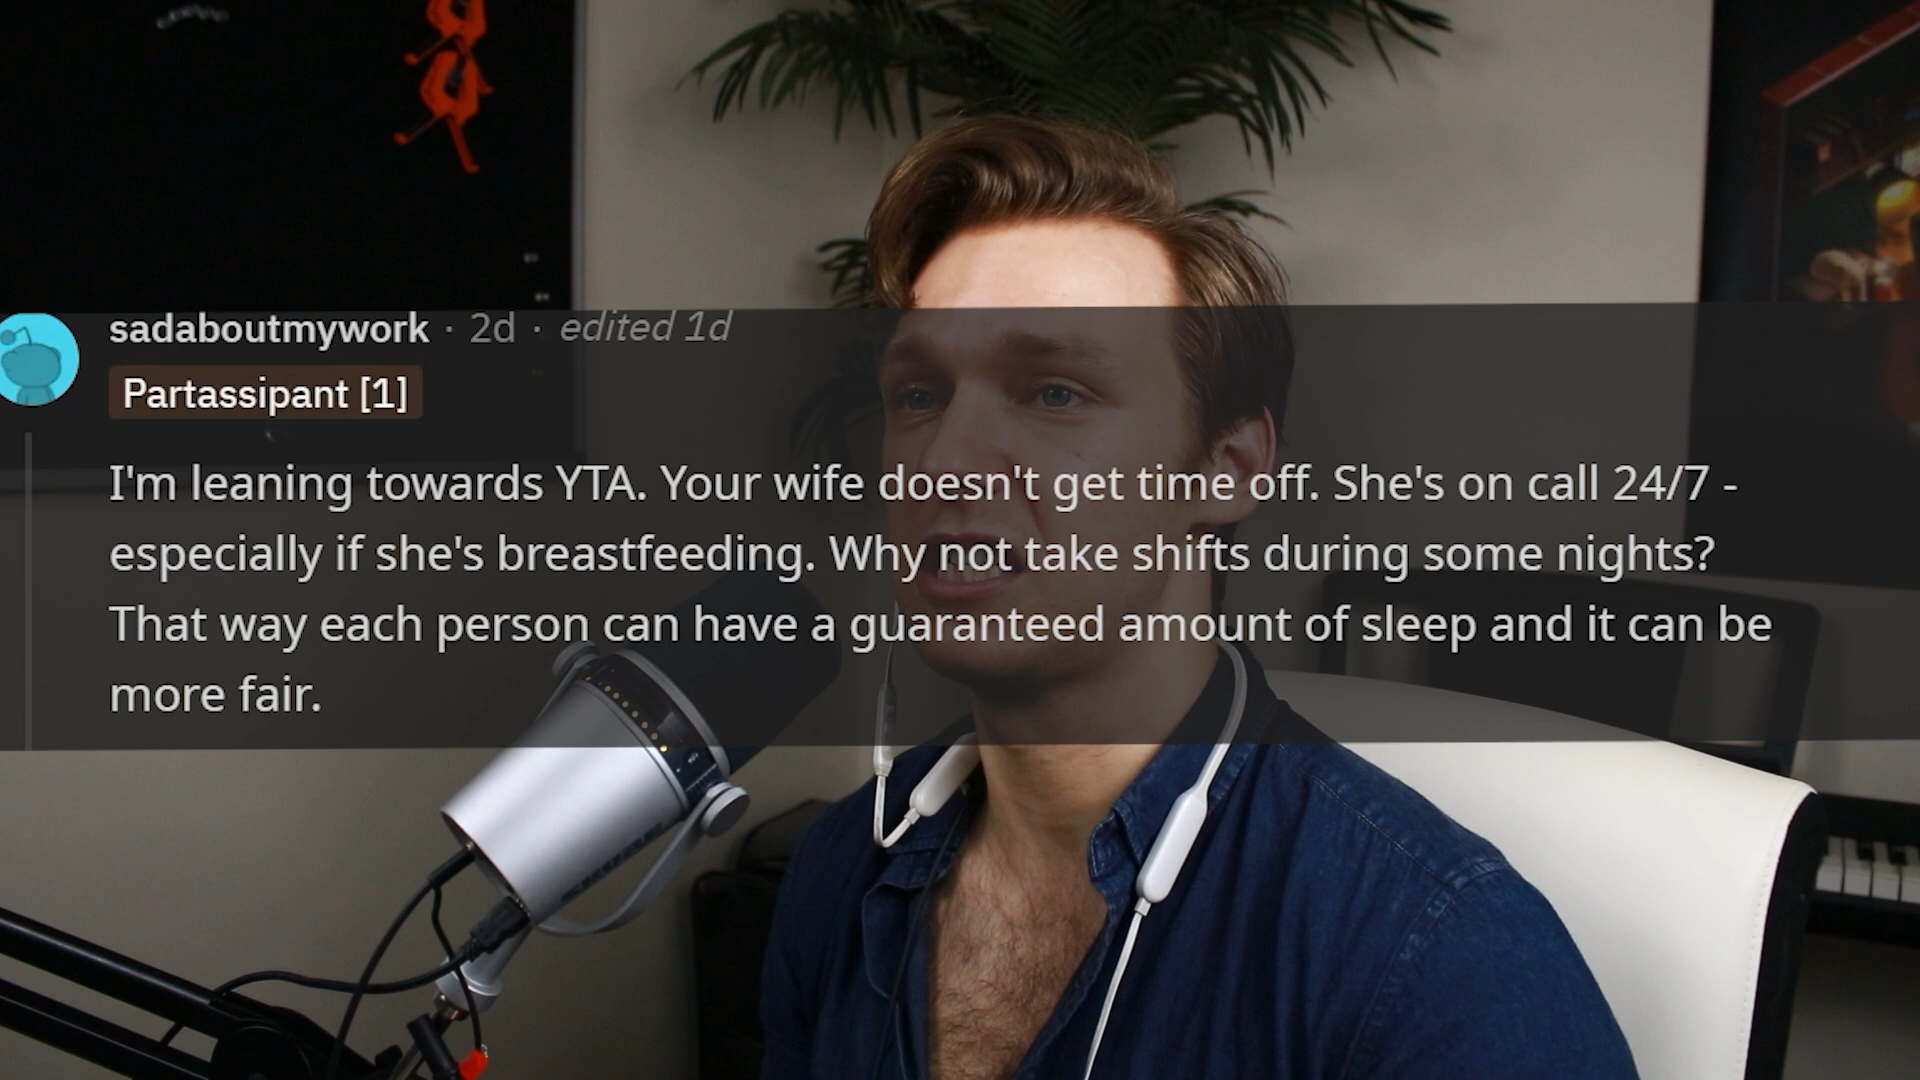 sadaboutmywork · 2d · edited 1d
Partassipant [1]
I'm leaning towards YTA. Your wife doesn't get time off. She's on call 24/7 -
especially if she's breastfeeding. Why not take shifts during some nights?
That way each person can have a guaranteed amount of sleep and it can be
more fair.
SHURE